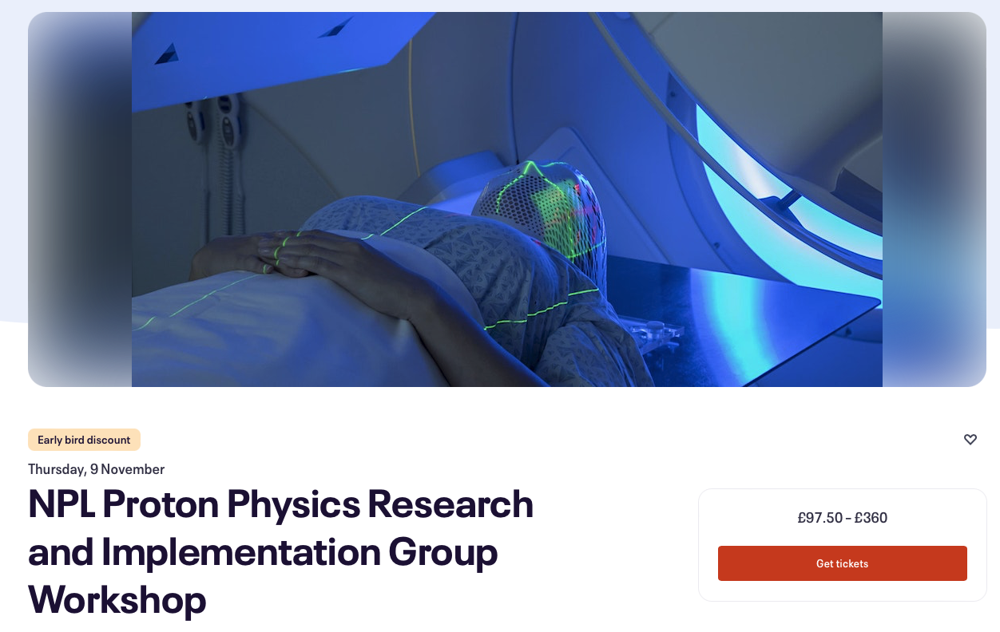 Early bird discount
Thursday, 9 November
NPL Proton Physics Research
and Implementation Group
Workshop
£97.50 – £360
Get tickets